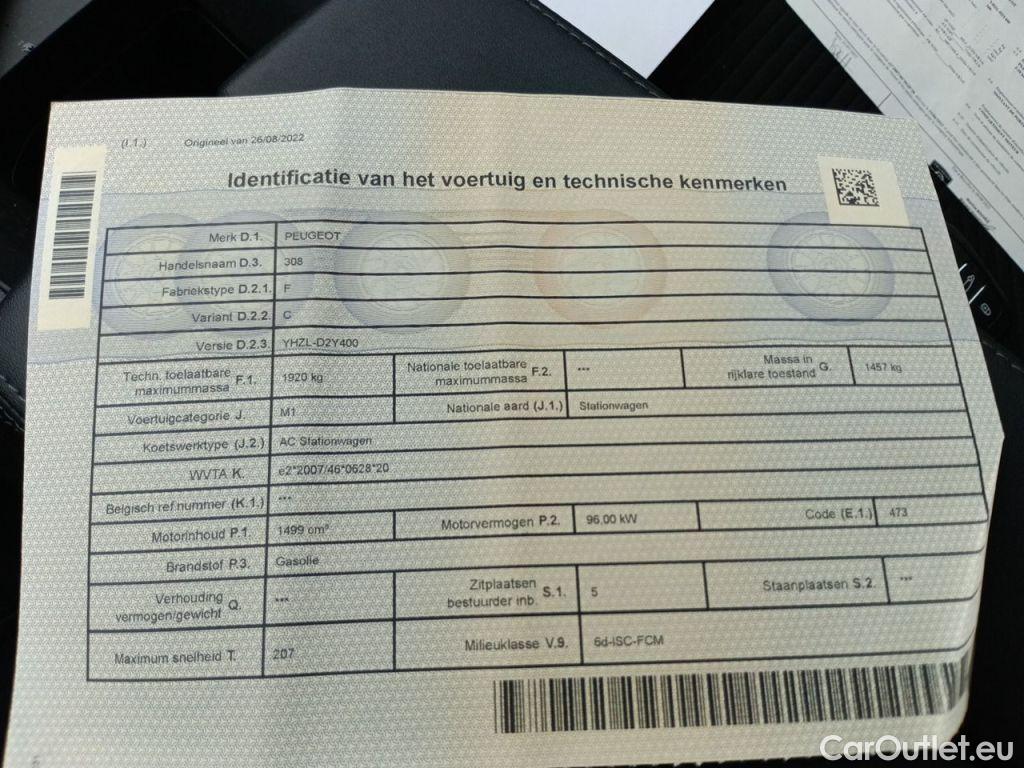 (I.1.) Origineel van 26/08/2022
Identificatie van het voertuig en technische kenmerken
Merk D.1. PEUGEOT
Handelsnaam D.3. 308
Fabriekstype D.2.1. F
Variant D.2.2. C
Versie D.2.3. YHZL-D2Y400
Techn. toelaatbare maximummassa F.1. 1920 kg Nationale toelaatbare maximummassa F.2. *** Massa in rijklare toestand G. 1457 kg
Voertuigcategorie J. M1 Nationale aard (J.1.) Stationwagen
Koetswerktype (J.2.) AC Stationwagen
WVTA K. e2*2007/46*0628*20
Belgisch ref.nummer (K.1.) ***
Motorinhoud P.1. 1499 cm³ Motorvermogen P.2. 96,00 kW Code (E.1.) 473
Brandstof P.3. Gasolie
Verhouding vermogen/gewicht Q. *** Zitplaatsen bestuurder inb. S.1. 5 Staanplaatsen S.2. ***
Maximum snelheid T. 207 Milieuklasse V.9. 6d-ISC-FCM
CarOutlet.eu